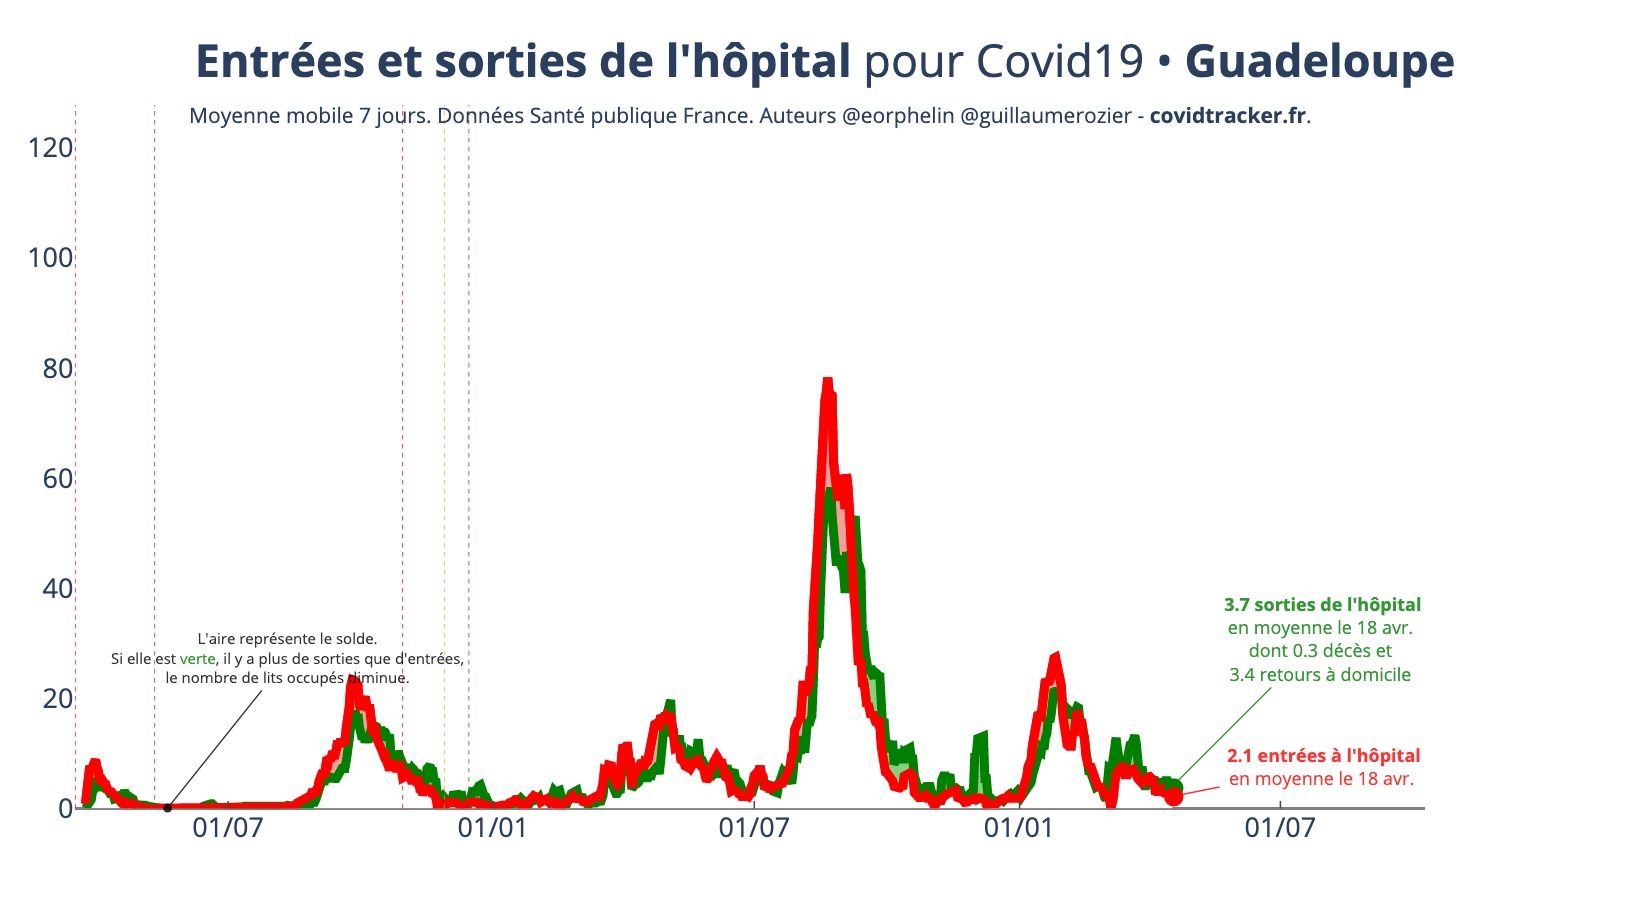 Entrées et sorties de l'hôpital pour Covid19 • Guadeloupe
Moyenne mobile 7 jours. Données Santé publique France. Auteurs @eorphelin @guillaumerozier - covidtracker.fr.
120
100
80
60
40
20
0
L'aire représente le solde.
Si elle est verte, il y a plus de sorties que d'entrées,
le nombre de lits occupés diminue.
3.7 sorties de l'hôpital
en moyenne le 18 avr.
dont 0.3 décès et
3.4 retours à domicile
2.1 entrées à l'hôpital
en moyenne le 18 avr.
01/07
01/01
01/07
01/01
01/07